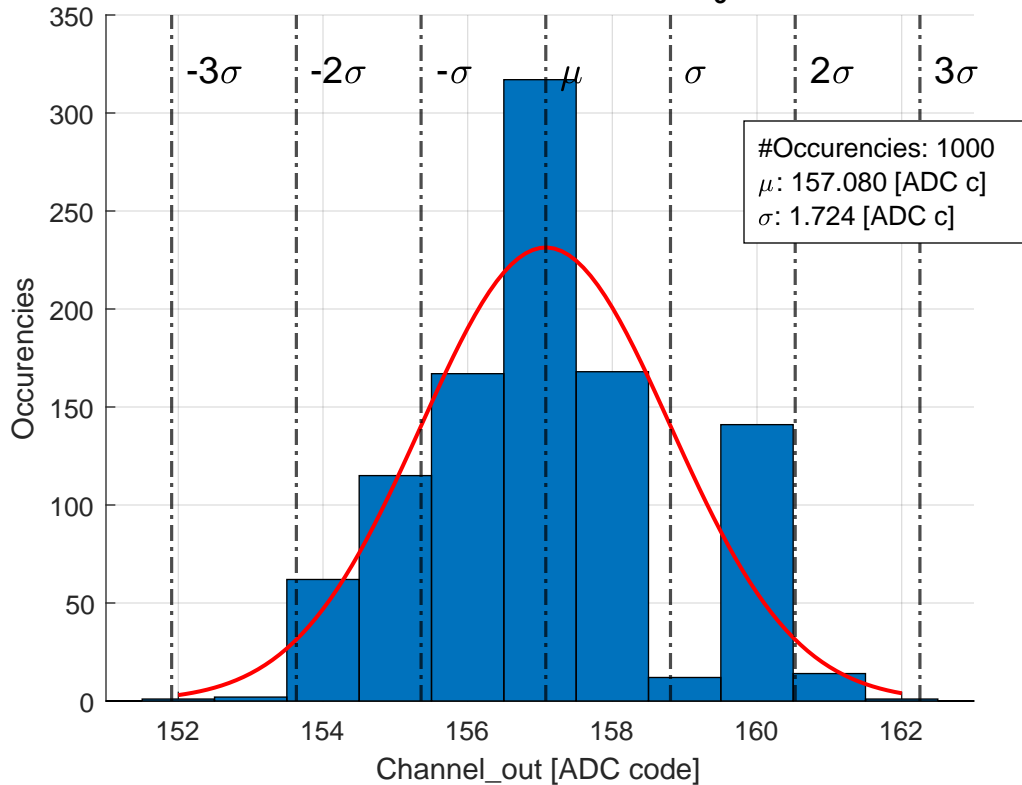 350
300
250
200
150
100
50
0
-3σ
-2σ
-σ
μ
σ
2σ
3σ
#Occurencies: 1000
μ: 157.080 [ADC c]
σ: 1.724 [ADC c]
Occurencies
152
154
156
158
160
162
Channel_out [ADC code]